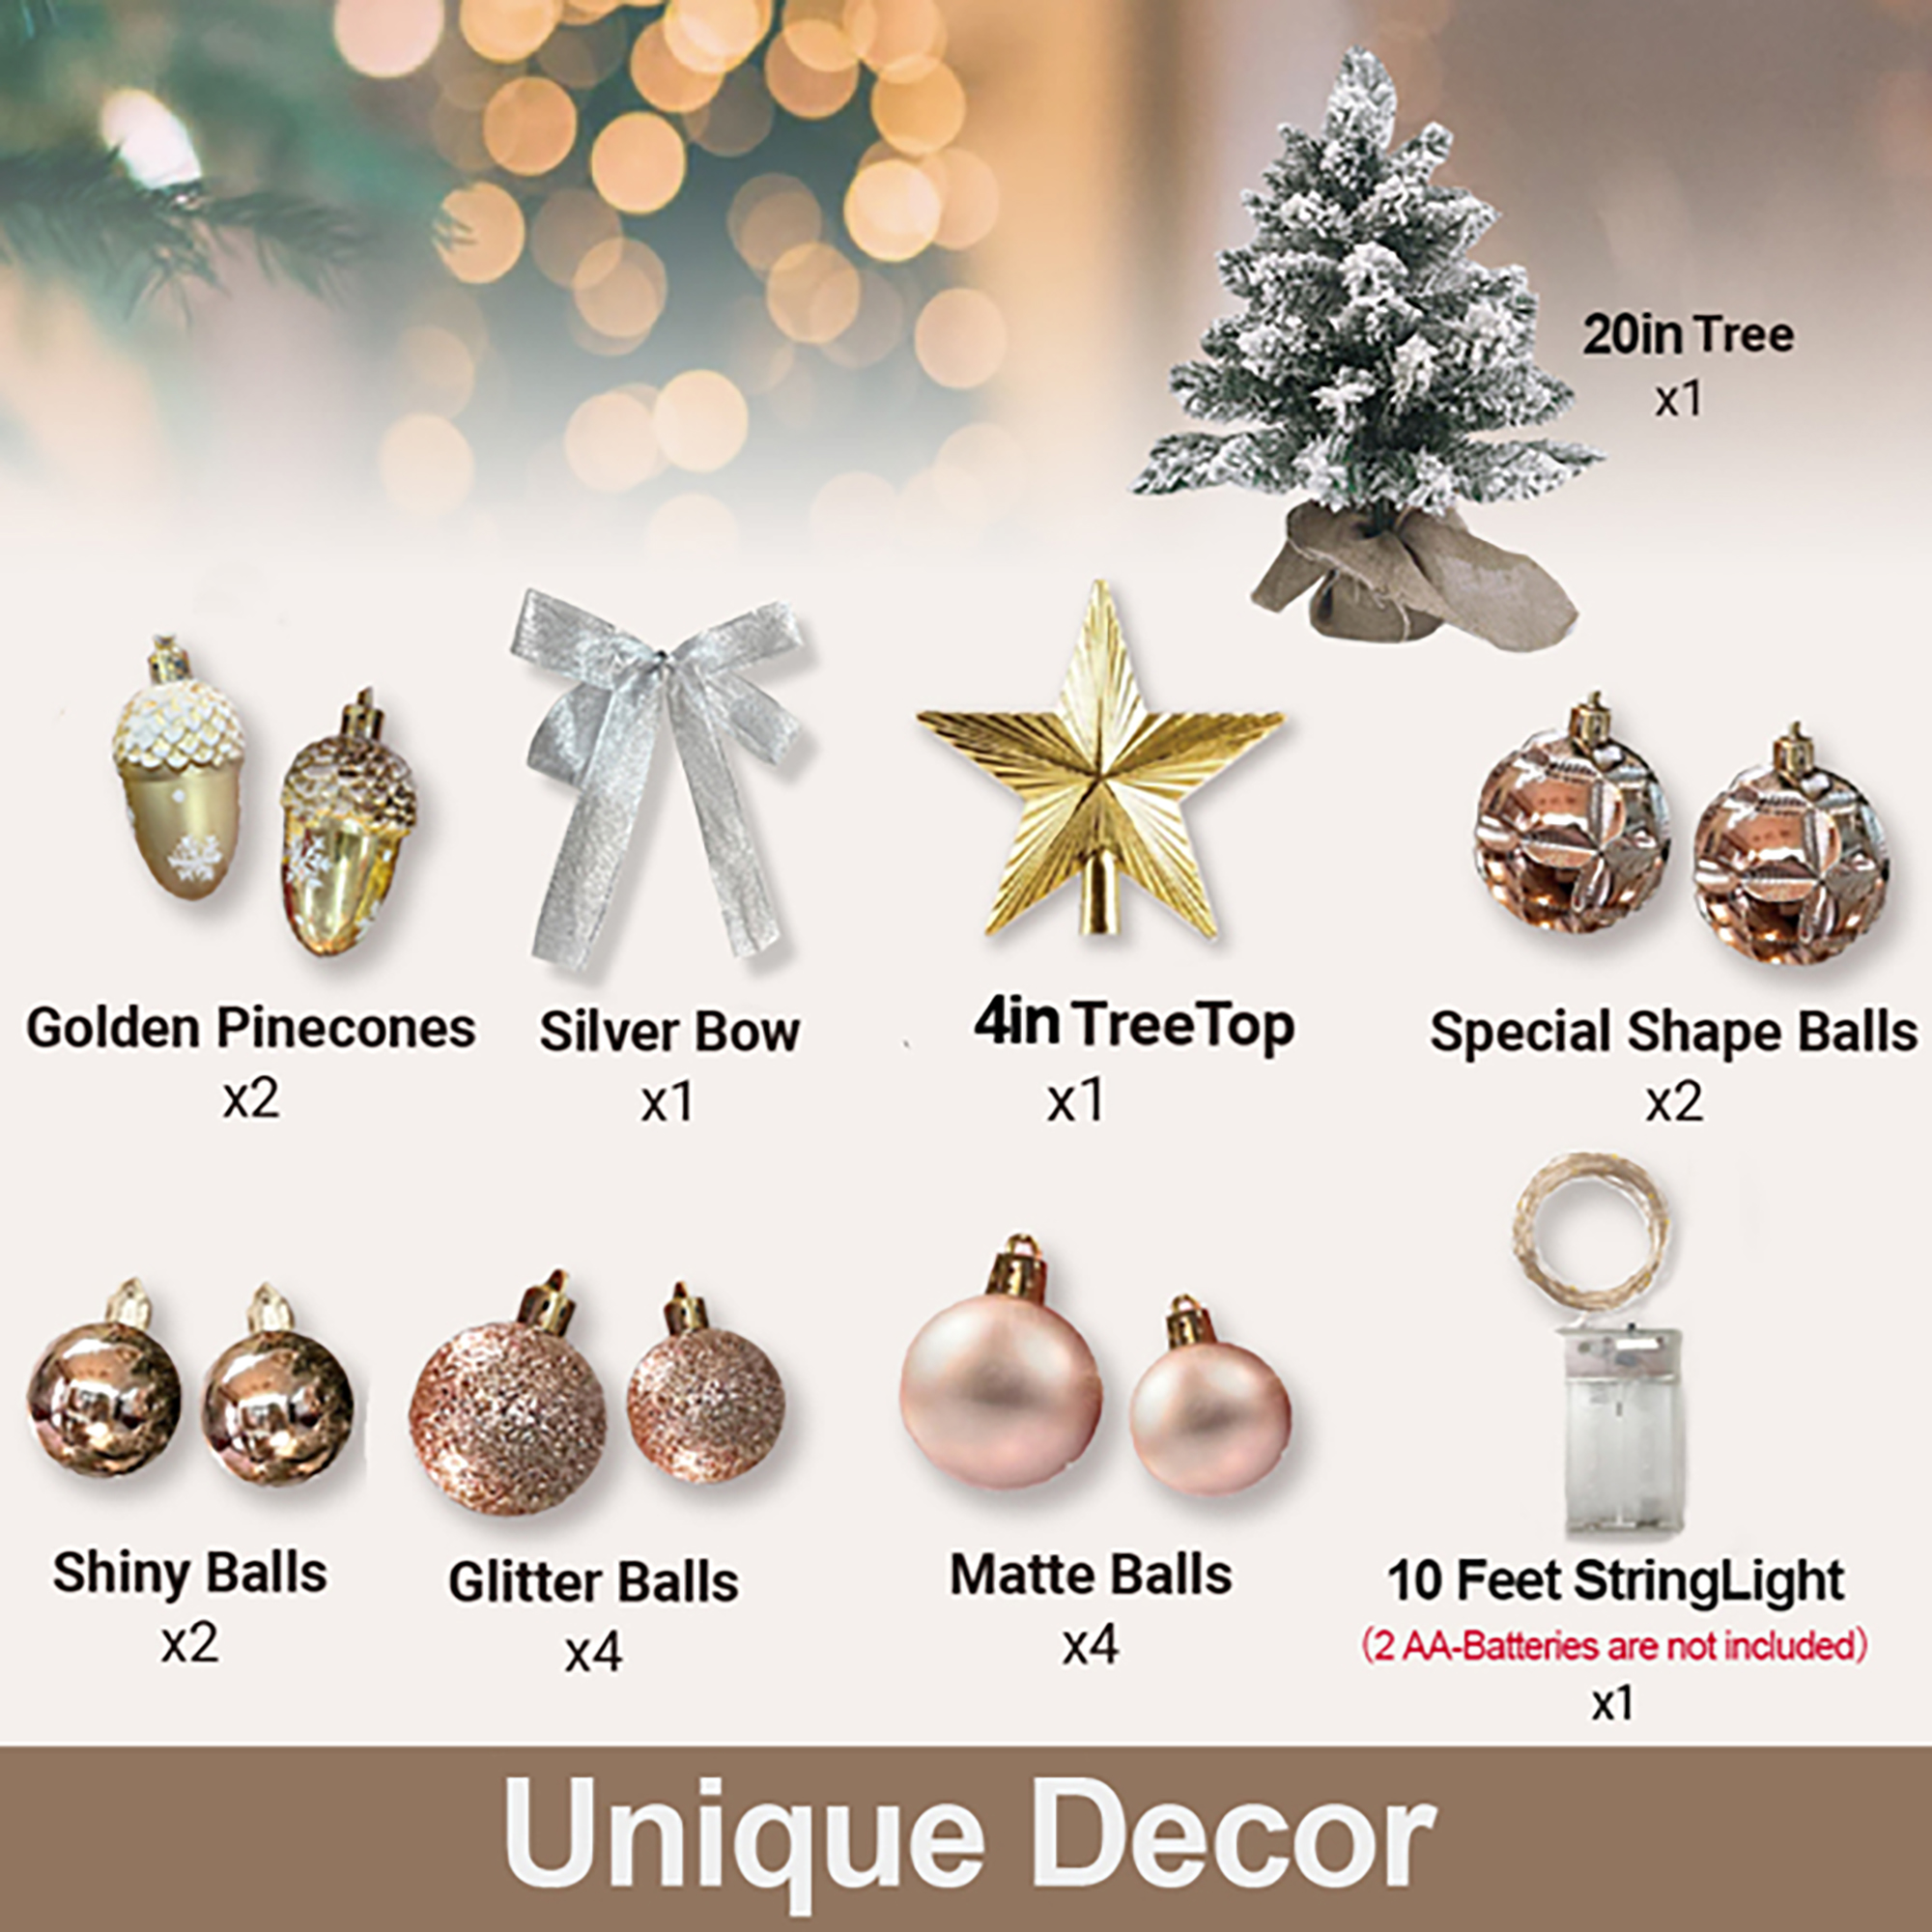 20in Tree
x1
Golden Pinecones
x2
Silver Bow
x1
4in TreeTop
x1
Special Shape Balls
x2
Shiny Balls
x2
Glitter Balls
x4
Matte Balls
x4
10 Feet StringLight
(2 AA-Batteries are not included)
x1
Unique Decor